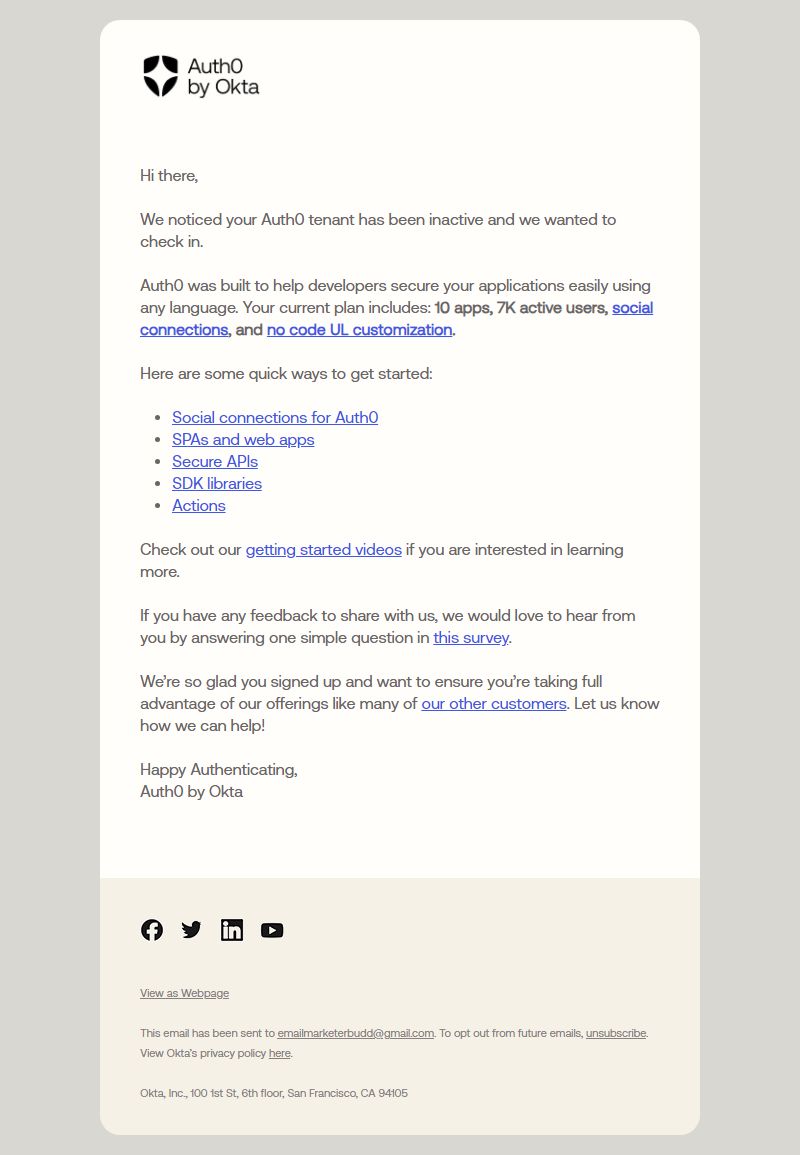 Auth0
by Okta
Hi there,
We noticed your Auth0 tenant has been inactive and we wanted to
check in.
Auth0 was built to help developers secure your applications easily using
any language. Your current plan includes: 10 apps, 7K active users, social
connections, and no code UL customization.
Here are some quick ways to get started:
• Social connections for Auth0
• SPAs and web apps
• Secure APIs
• SDK libraries
• Actions
Check out our getting started videos if you are interested in learning
more.
If you have any feedback to share with us, we would love to hear from
you by answering one simple question in this survey.
We’re so glad you signed up and want to ensure you’re taking full
advantage of our offerings like many of our other customers. Let us know
how we can help!
Happy Authenticating,
Auth0 by Okta
View as Webpage
This email has been sent to emailmarketerbudd@gmail.com. To opt out from future emails, unsubscribe.
View Okta's privacy policy here.
Okta, Inc., 100 1st St, 6th floor, San Francisco, CA 94105